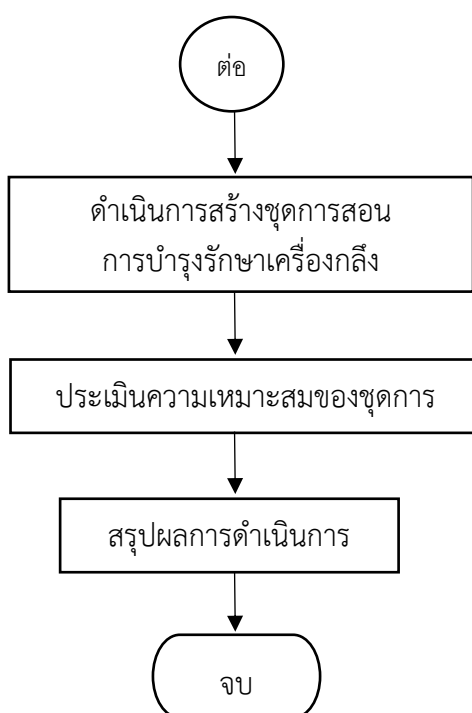 ต่อ
ดำเนินการสร้างชุดการสอน
การบำรุงรักษาเครื่องกลึง
ประเมินความเหมาะสมของชุดการ
สรุปผลการดำเนินการ
จบ